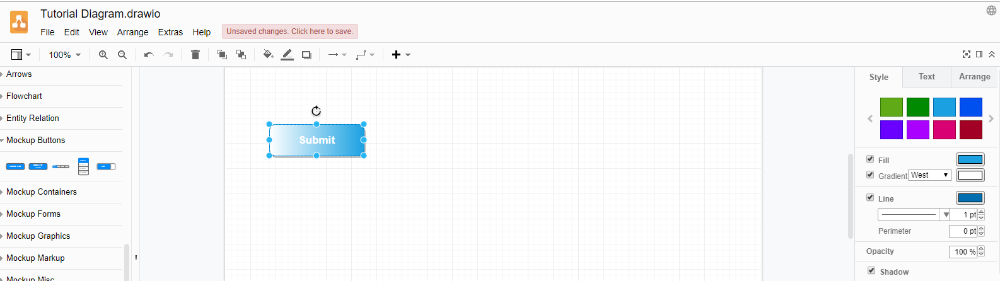 Tutorial Diagram.drawio
File Edit View Arrange Extras Help Unsaved changes. Click here to save.
100%
Arrows
Flowchart
Entity Relation
Mockup Buttons
Mockup Containers
Mockup Forms
Mockup Graphics
Mockup Markup
Mockup Misc
Submit
Style Text Arrange
Fill
Gradient West
Line
1 pt
Perimeter 0 pt
Opacity 100 %
Shadow